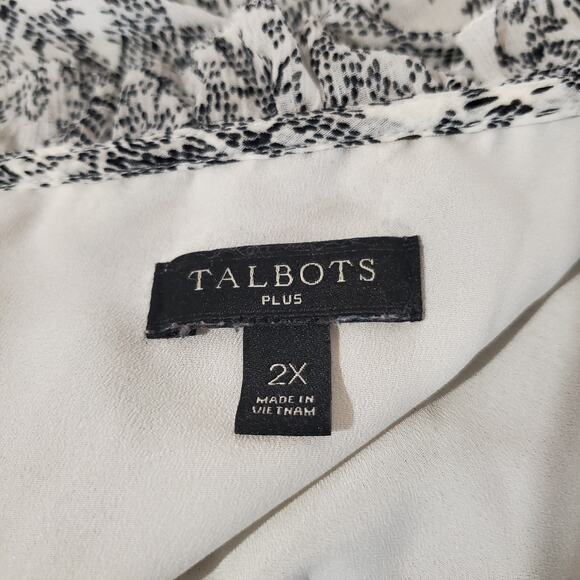 TALBOTS
PLUS
2X
MADE IN
VIETNAM